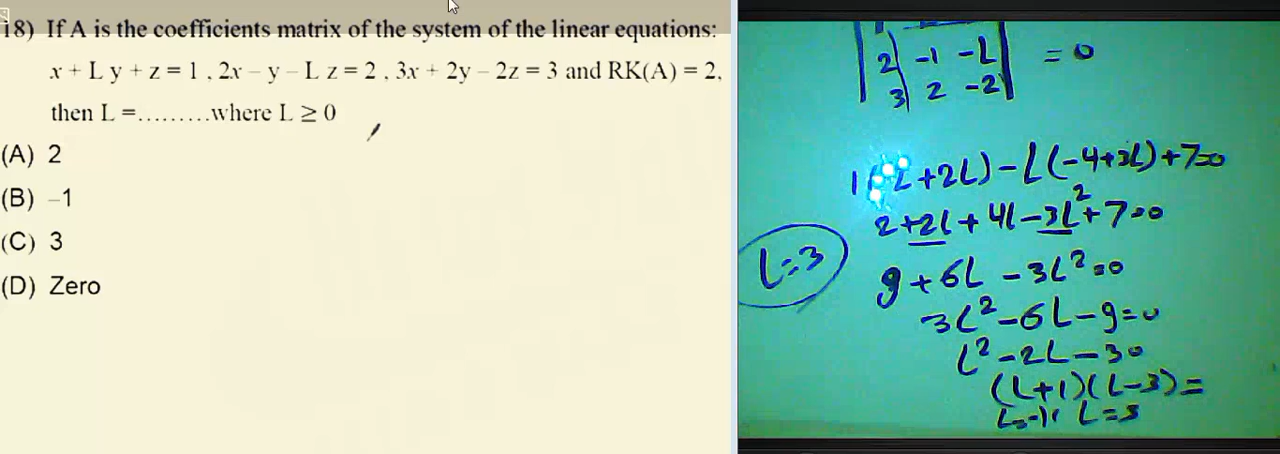 18) If A is the coefficients matrix of the system of the linear equations:
x + L y + z = 1 , 2x – y – L z = 2 , 3x + 2y – 2z = 3 and RK(A) = 2,
then L =.........where L ≥ 0
(A) 2
(B) –1
(C) 3
(D) Zero
2 -1 -L = 0
3 2 -2
+2L) - L(-4+3L)+7=0
2+2L+4L-3L²+7=0
L=3
9+6L-3L²=0
3L²-6L-9=0
L²-2L-30
(L+1)(L-3)=
L=-1, L=3